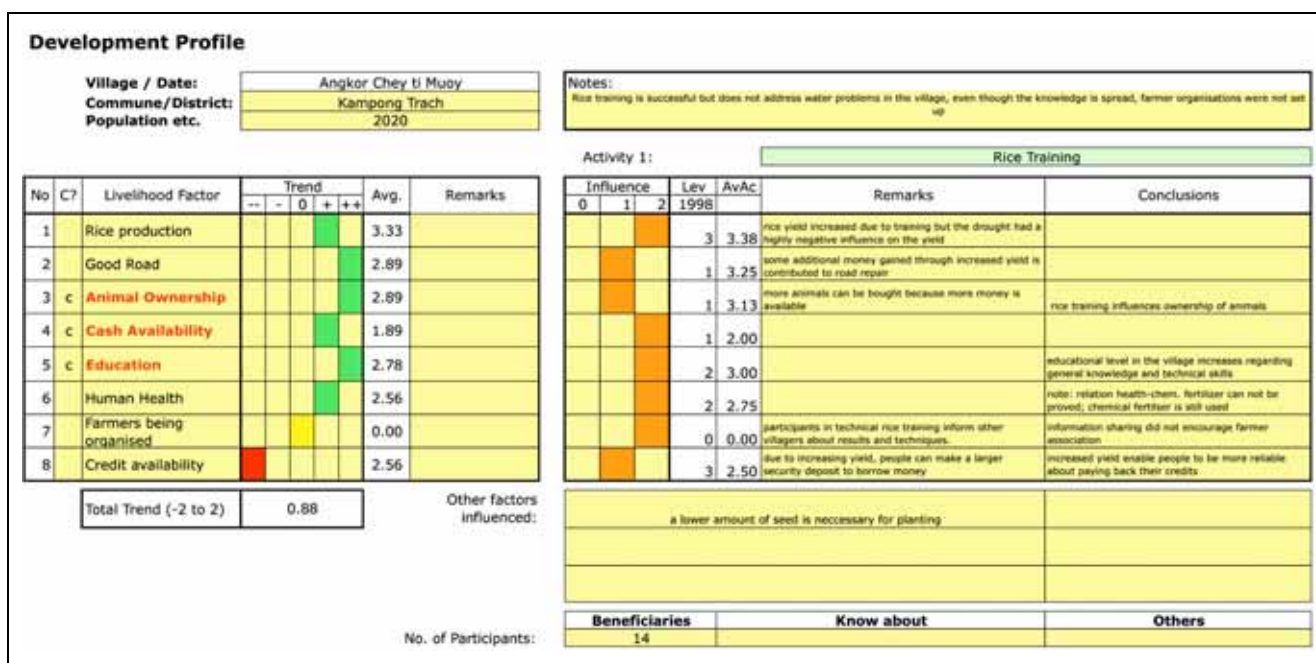 Development Profile
Village / Date: Angkor Chey ti Muoy
Commune/District: Kampong Trach
Population etc. 2020
Notes:
Rice training is successful but does not address water problems in the village, even though the knowledge is spread, farmer organisations were not set
up
Activity 1: Rice Training
No C? Livelihood Factor Trend Avg. Remarks
-- - 0 + ++
Influence Lev AvAc Remarks Conclusions
0 1 2 1998
1 Rice production 3.33
3 3.38 rice yield increased due to training but the drought had a
highly negative influence on the yield
2 Good Road 2.89
1 3.25 some additional money gained through increased yield is
contributed to road repair
3 c Animal Ownership 2.89
1 3.13 more animals can be bought because more money is
available
rice training influences ownership of animals
4 c Cash Availability 1.89
1 2.00
5 c Education 2.78
2 3.00
educational level in the village increases regarding
general knowledge and technical skills
6 Human Health 2.56
2 2.75
note: relation health-chem. fertilizer can not be
proved; chemical fertiliser is still used
7 Farmers being
organised 0.00
0 0.00 participants in technical rice training inform other
villagers about results and techniques.
information sharing did not encourage farmer
association
8 Credit availability 2.56
3 2.50 due to increasing yield, people can make a larger
security deposit to borrow money
increased yield enable people to be more reliable
about paying back their credits
Total Trend (-2 to 2) 0.88
Other factors
influenced:
a lower amount of seed is neccessary for planting
Beneficiaries Know about Others
No. of Participants: 14